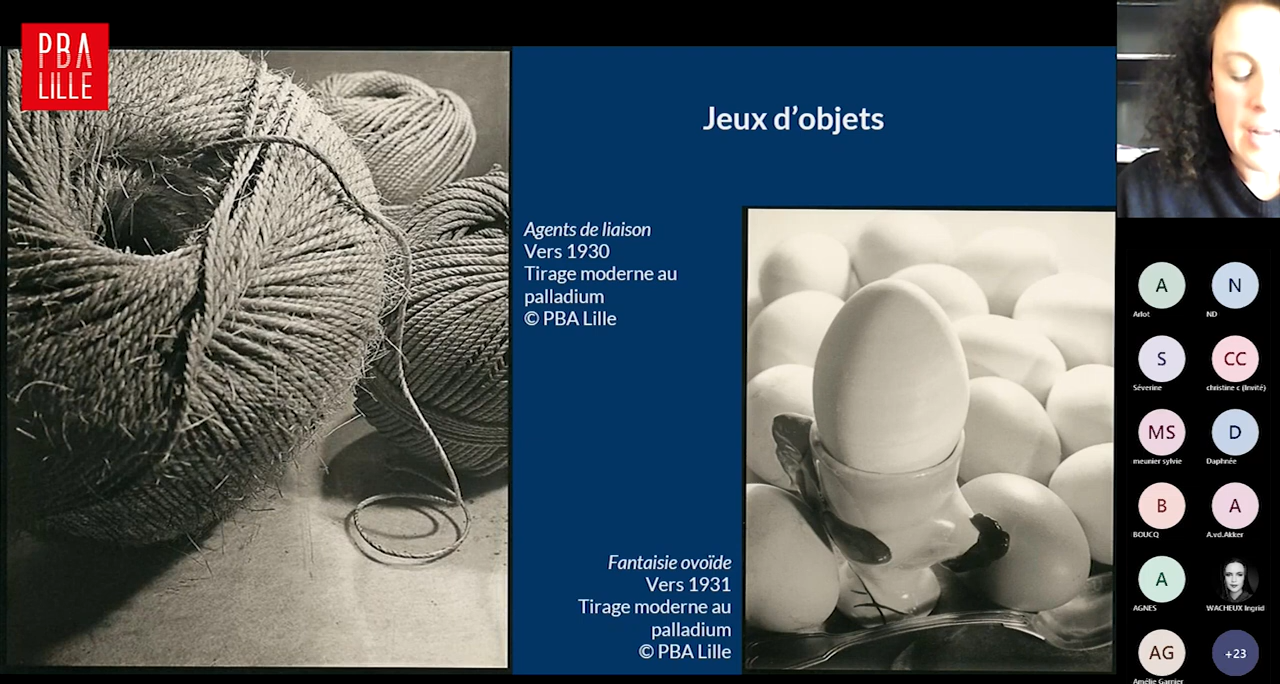 PBA
LILLE
Jeux d’objets
Agents de liaison
Vers 1930
Tirage moderne au
palladium
© PBA Lille
Fantaisie ovoïde
Vers 1931
Tirage moderne au
palladium
© PBA Lille
A
N
Arlot
ND
S
CC
Séverine
christine c (Invité)
MS
D
meunier sylvie
Daphnée
B
A
BOUCQ
A.vd.Akker
A
AGNES
WACHEUX Ingrid
AG
+23
Amélie Garnier